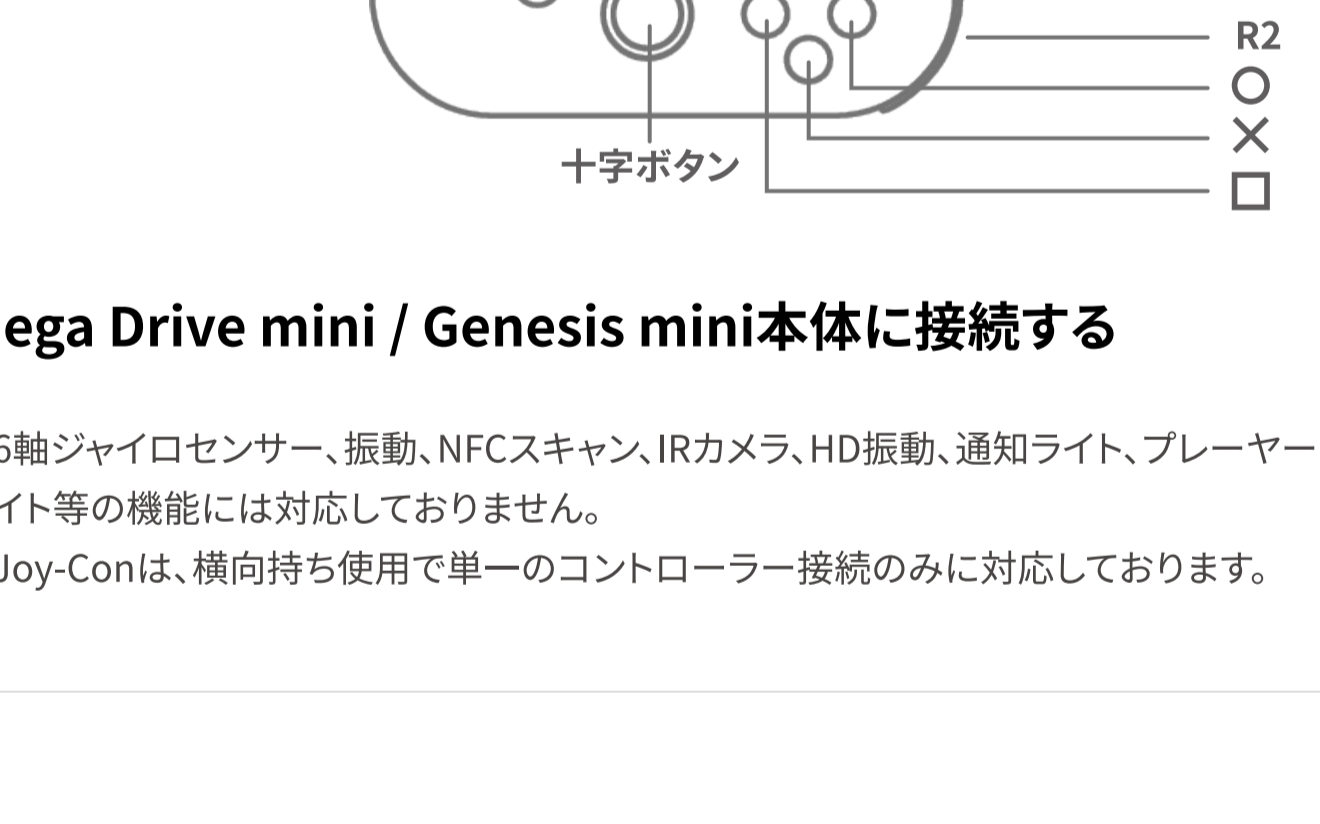 R2
○
×
十字ボタン
□
ega Drive mini / Genesis mini本体に接続する
6軸ジャイロセンサー、振動、NFCスキャン、IRカメラ、HD振動、通知ライト、プレーヤー
イト等の機能には対応しておりません。
Joy-Conは、横向持ち使用で単一のコントローラー接続のみに対応しております。